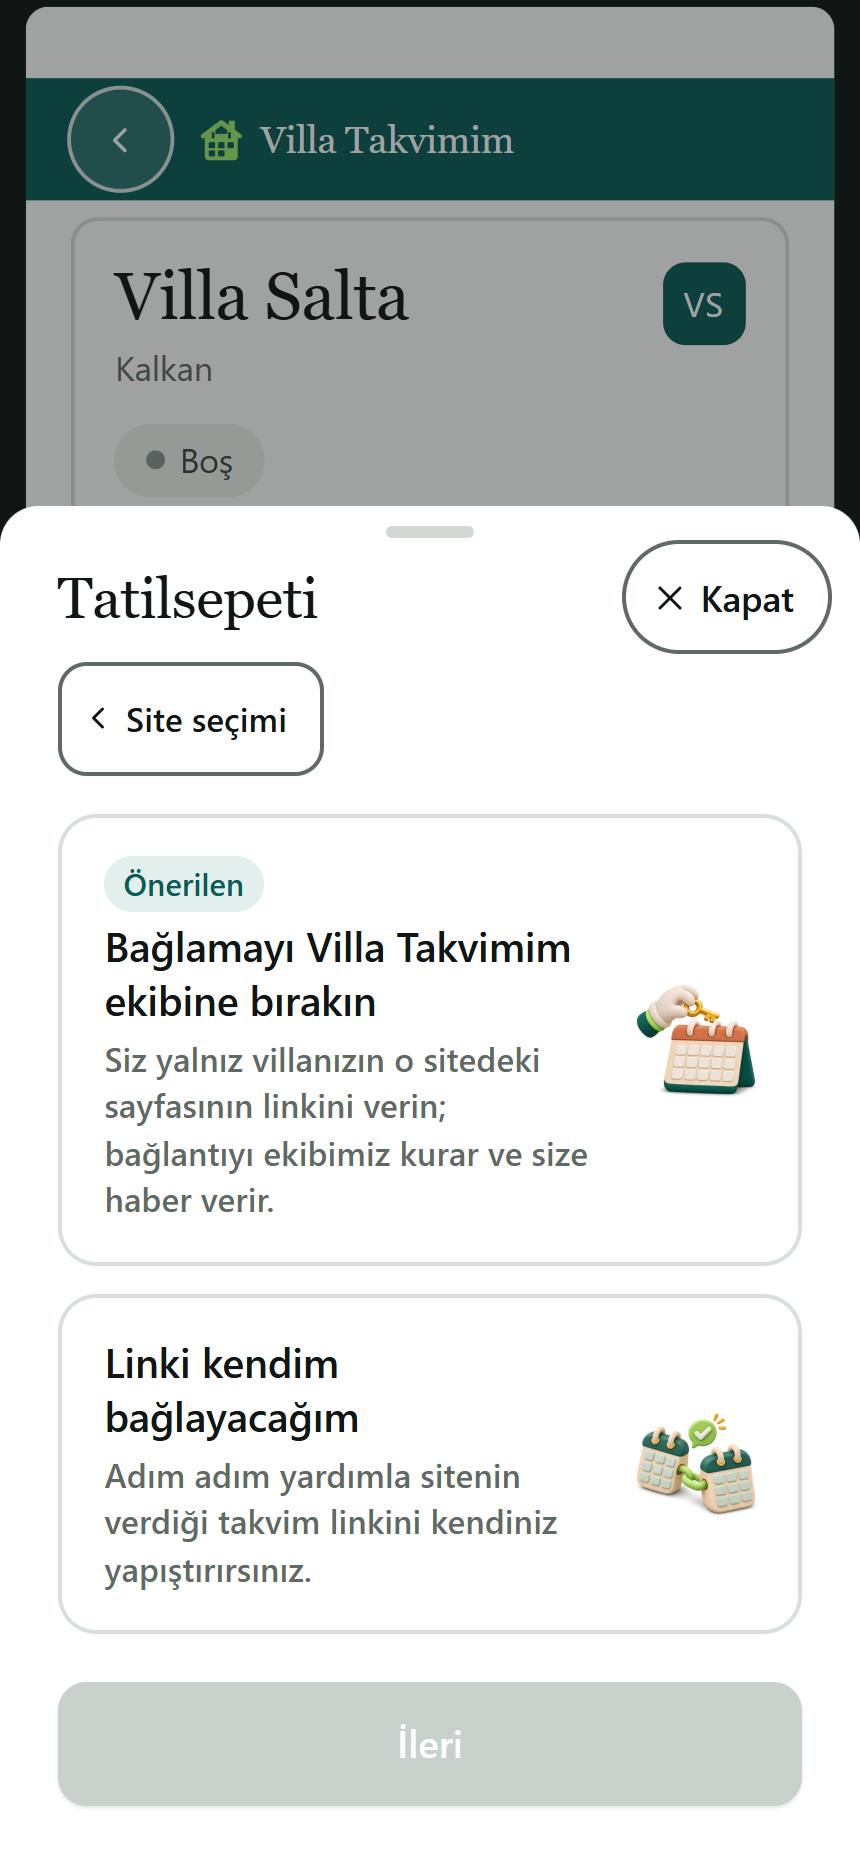 Villa Takvimim
Villa Salta
VS
Kalkan
Boş
Tatilsepeti
Kapat
Site seçimi
Önerilen
Bağlamayı Villa Takvimim
ekibine bırakın
Siz yalnız villanızın o sitedeki
sayfasının linkini verin;
bağlantıyı ekibimiz kurar ve size
haber verir.
Linki kendim
bağlayacağım
Adım adım yardımla sitenin
verdiği takvim linkini kendiniz
yapıştırırsınız.
İleri